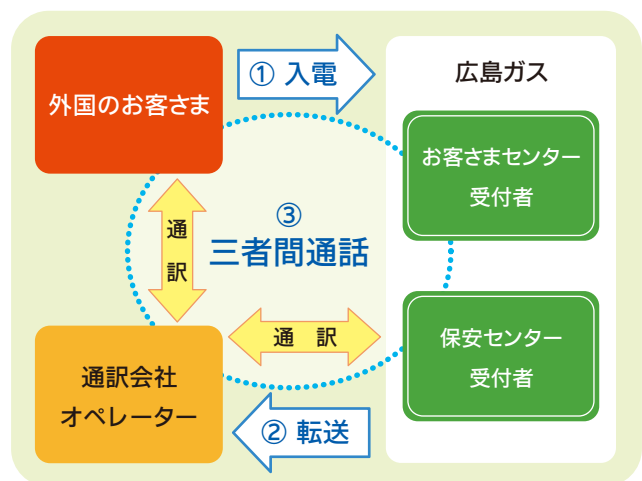 外国のお客さま
① 入電
広島ガス
お客さまセンター
受付者
③
三者間通話
通
訳
通 訳
保安センター
受付者
通訳会社
オペレーター
② 転送